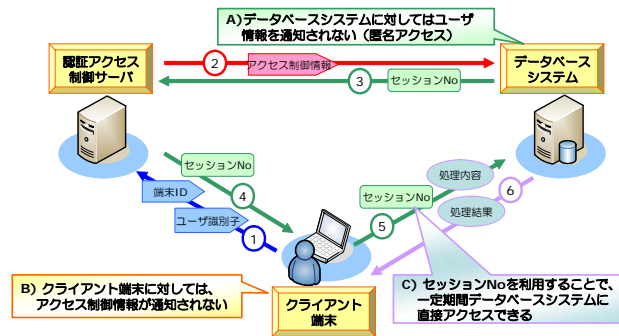 A）データベースシステムに対してはユーザ
情報を通知されない（匿名アクセス）
認証アクセス
制御サーバ
②
アクセス制御情報
③
セッションNo
データベース
システム
セッションNo
④
端末ID
ユーザ識別子
①
セッションNo
⑤
処理内容
⑥
処理結果
B）クライアント端末に対しては、
アクセス制御情報が通知されない
クライアント
端末
C）セッションNoを利用することで、
一定期間データベースシステムに
直接アクセスできる